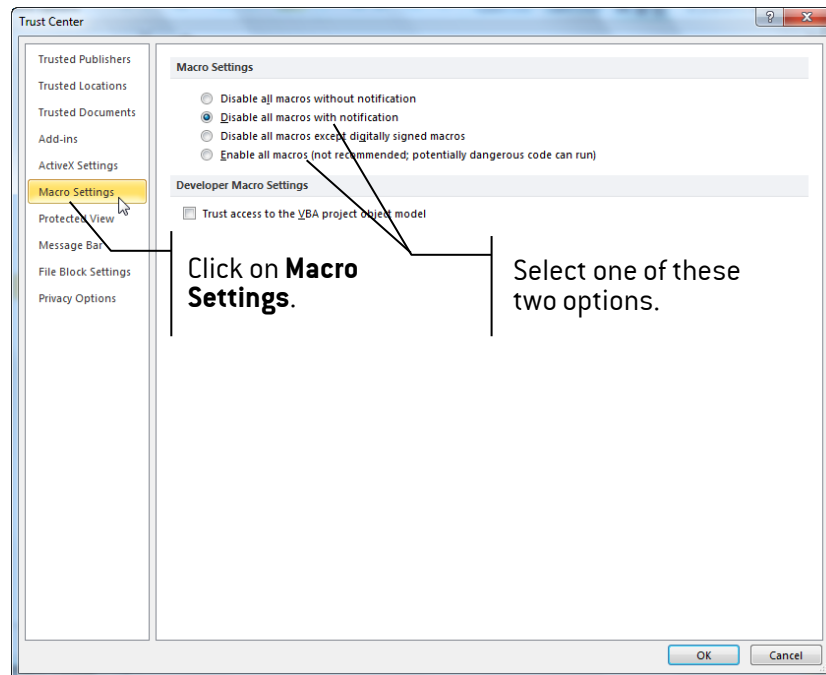 Trust Center
Trusted Publishers
Trusted Locations
Trusted Documents
Add-ins
ActiveX Settings
Macro Settings
Protected View
Message Bar
File Block Settings
Privacy Options
Macro Settings
Disable all macros without notification
Disable all macros with notification
Disable all macros except digitally signed macros
Enable all macros (not recommended; potentially dangerous code can run)
Developer Macro Settings
Trust access to the VBA project object model
Click on Macro
Settings.
Select one of these
two options.
OK
Cancel